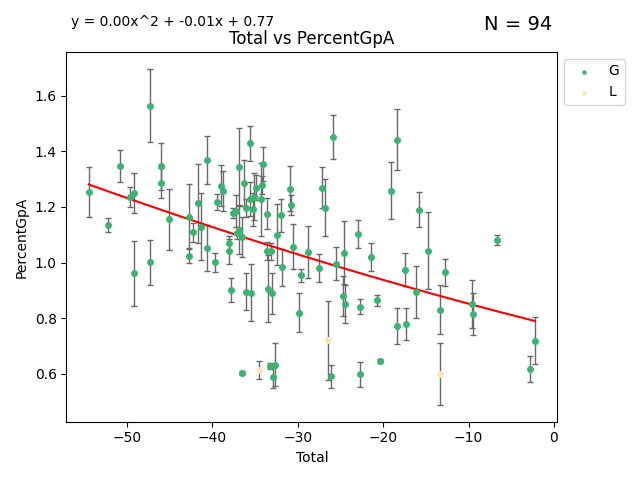 y = 0.00x^2 + -0.01x + 0.77
N = 94
Total vs PercentGpA
G
L
PercentGpA
1.6
1.4
1.2
1.0
0.8
0.6
−50
−40
−30
−20
−10
0
Total